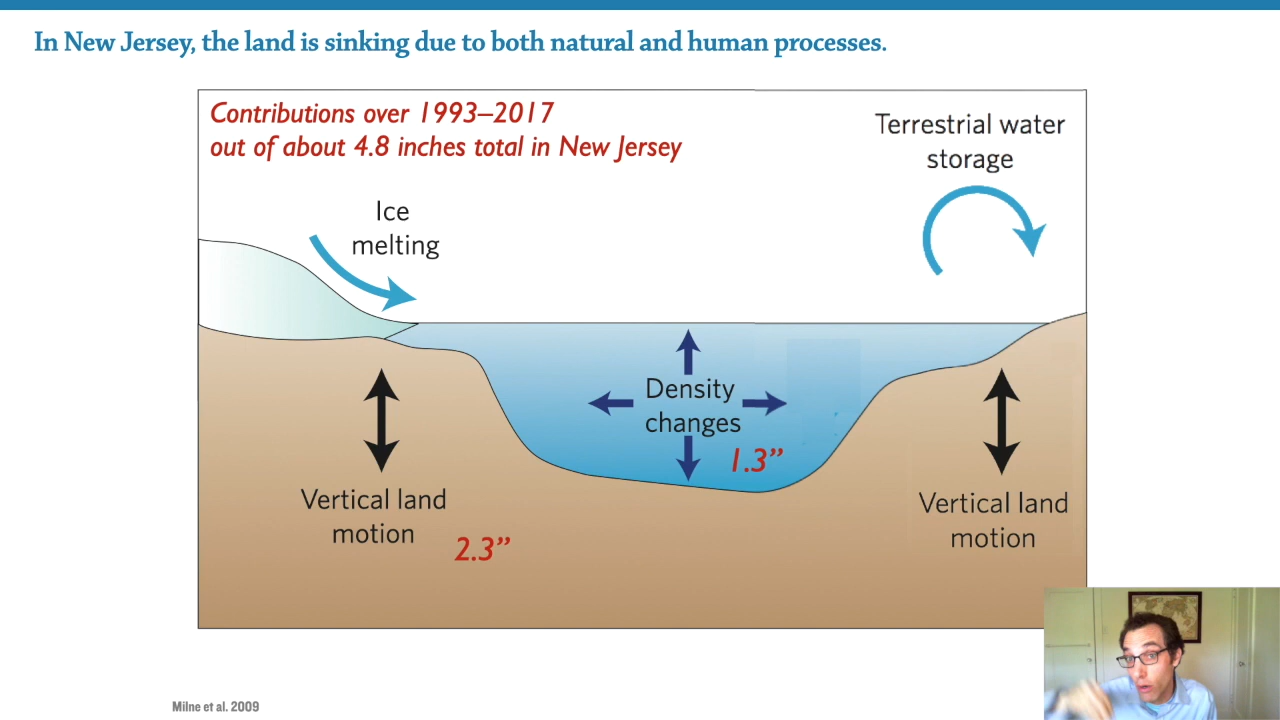 In New Jersey, the land is sinking due to both natural and human processes.
Contributions over 1993–2017
out of about 4.8 inches total in New Jersey
Terrestrial water
storage
Ice
melting
Density
changes
1.3”
Vertical land
motion
2.3”
Vertical land
motion
Milne et al. 2009